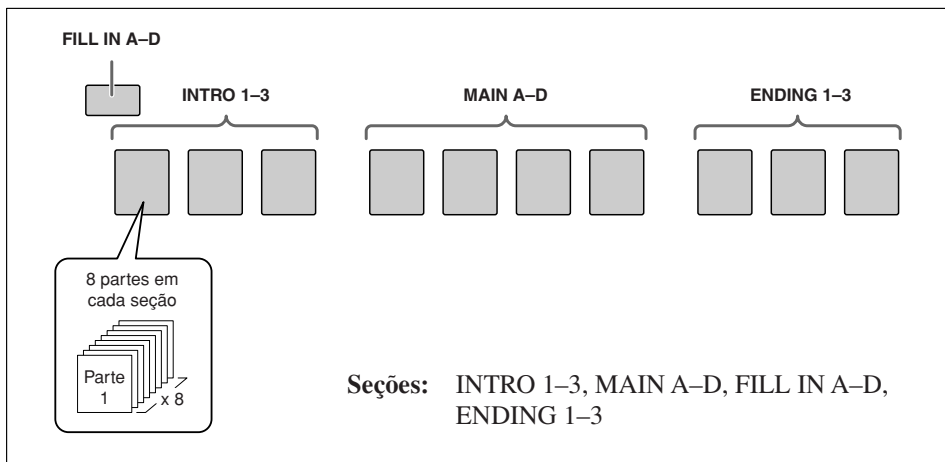 FILL IN A–D
INTRO 1–3
MAIN A–D
ENDING 1–3
8 partes em
cada seção
Parte
1
x 8
Seções: INTRO 1–3, MAIN A–D, FILL IN A–D,
ENDING 1–3